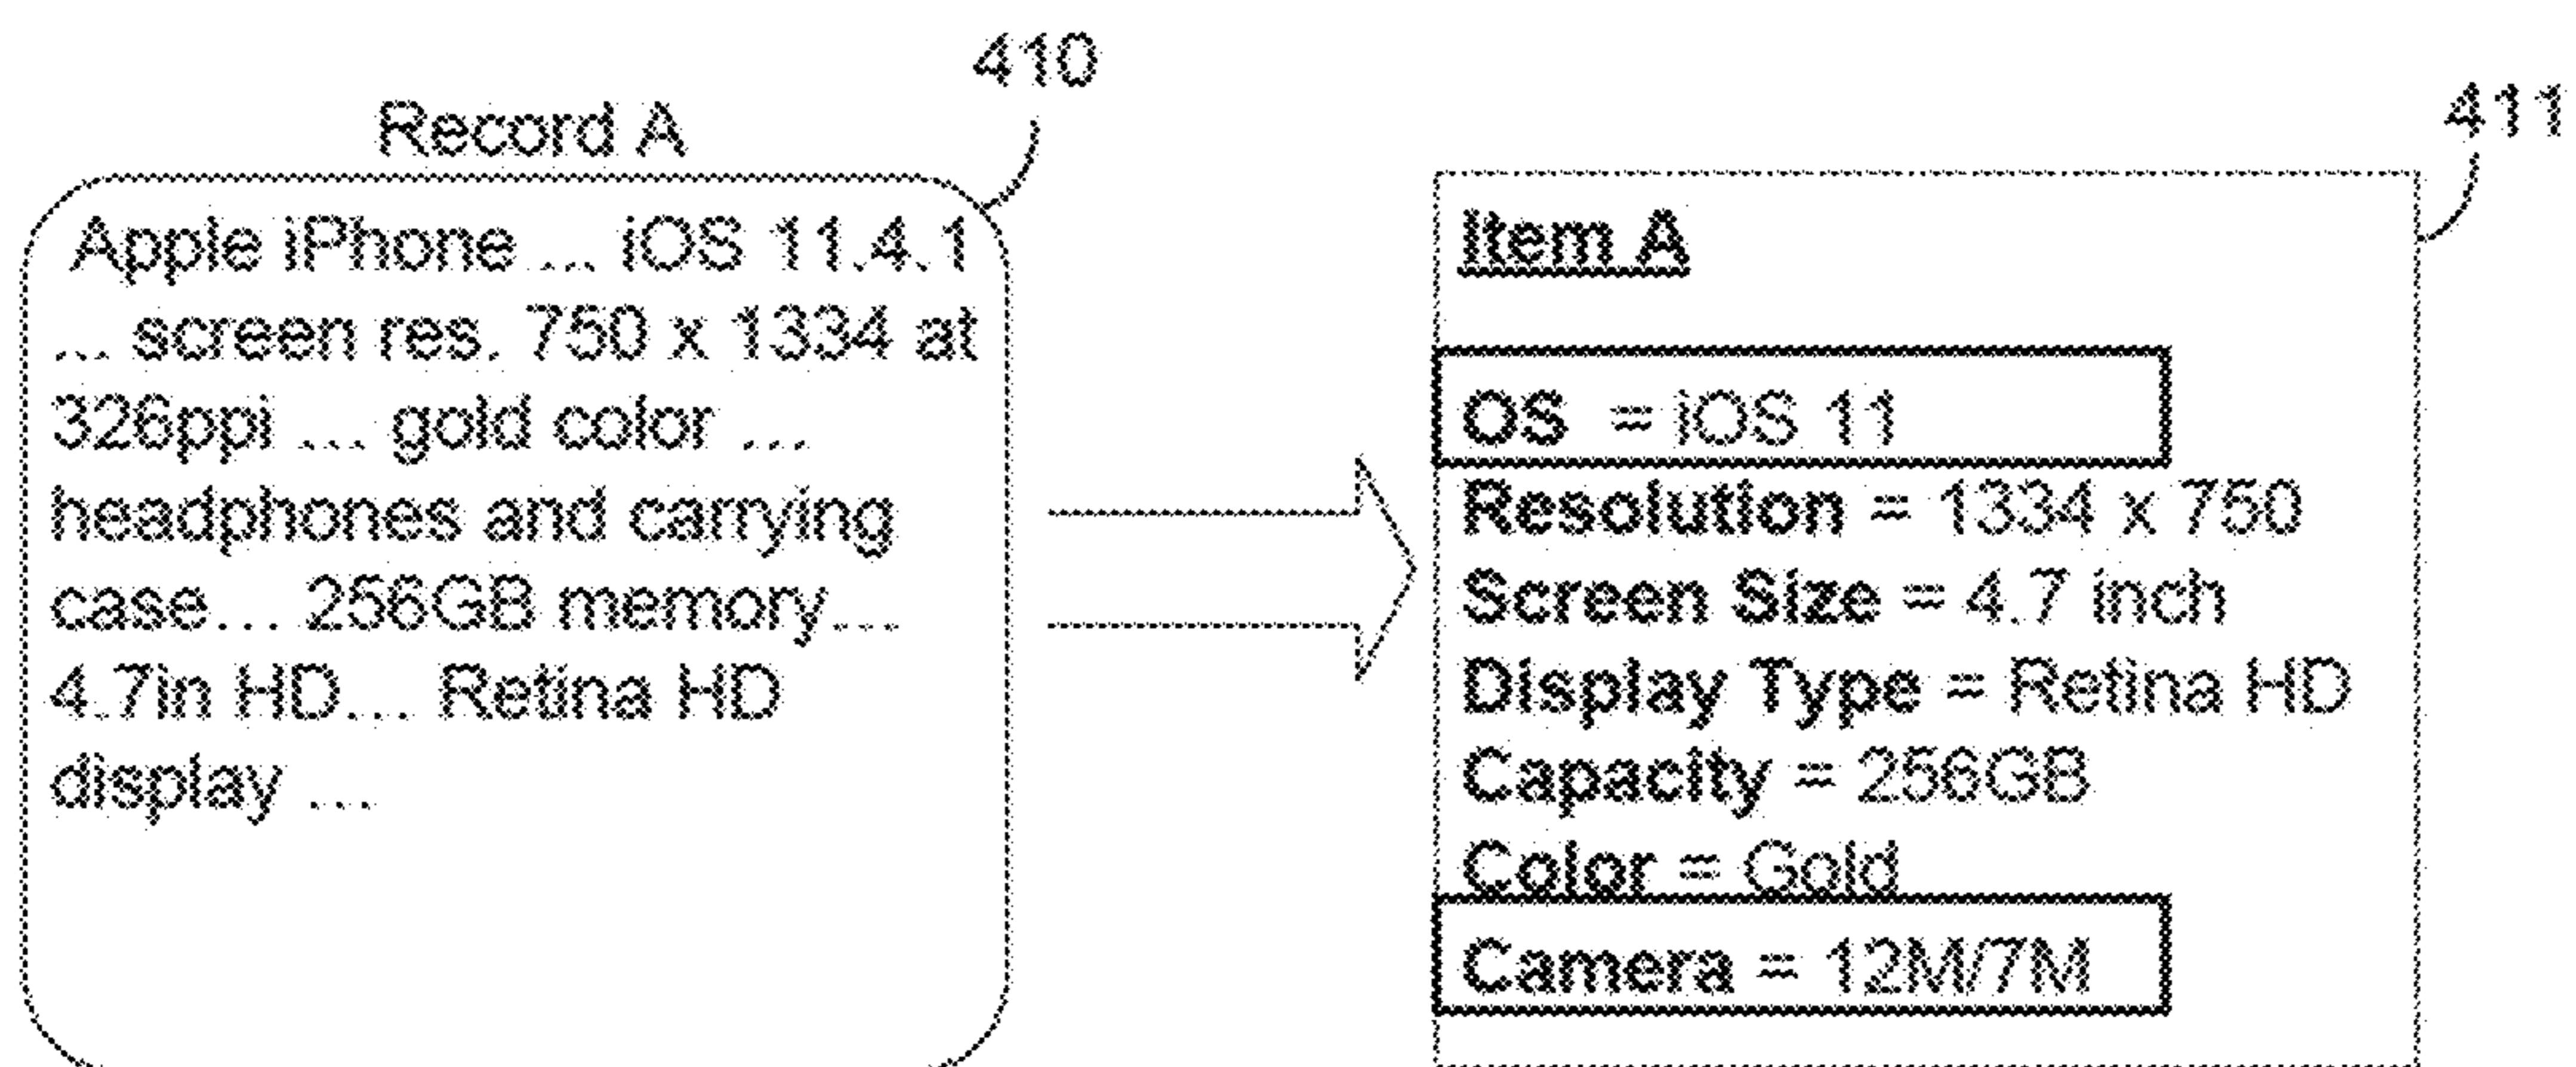 410
Record A
Apple iPhone ... iOS 11.4.1
... screen res. 750 x 1334 at
326ppi ... gold color ...
headphones and carrying
case... 256GB memory...
4.7in HD... Retina HD
display ...
411
Item A
OS = iOS 11
Resolution = 1334 x 750
Screen Size = 4.7 inch
Display Type = Retina HD
Capacity = 256GB
Color = Gold
Camera = 12M/7M